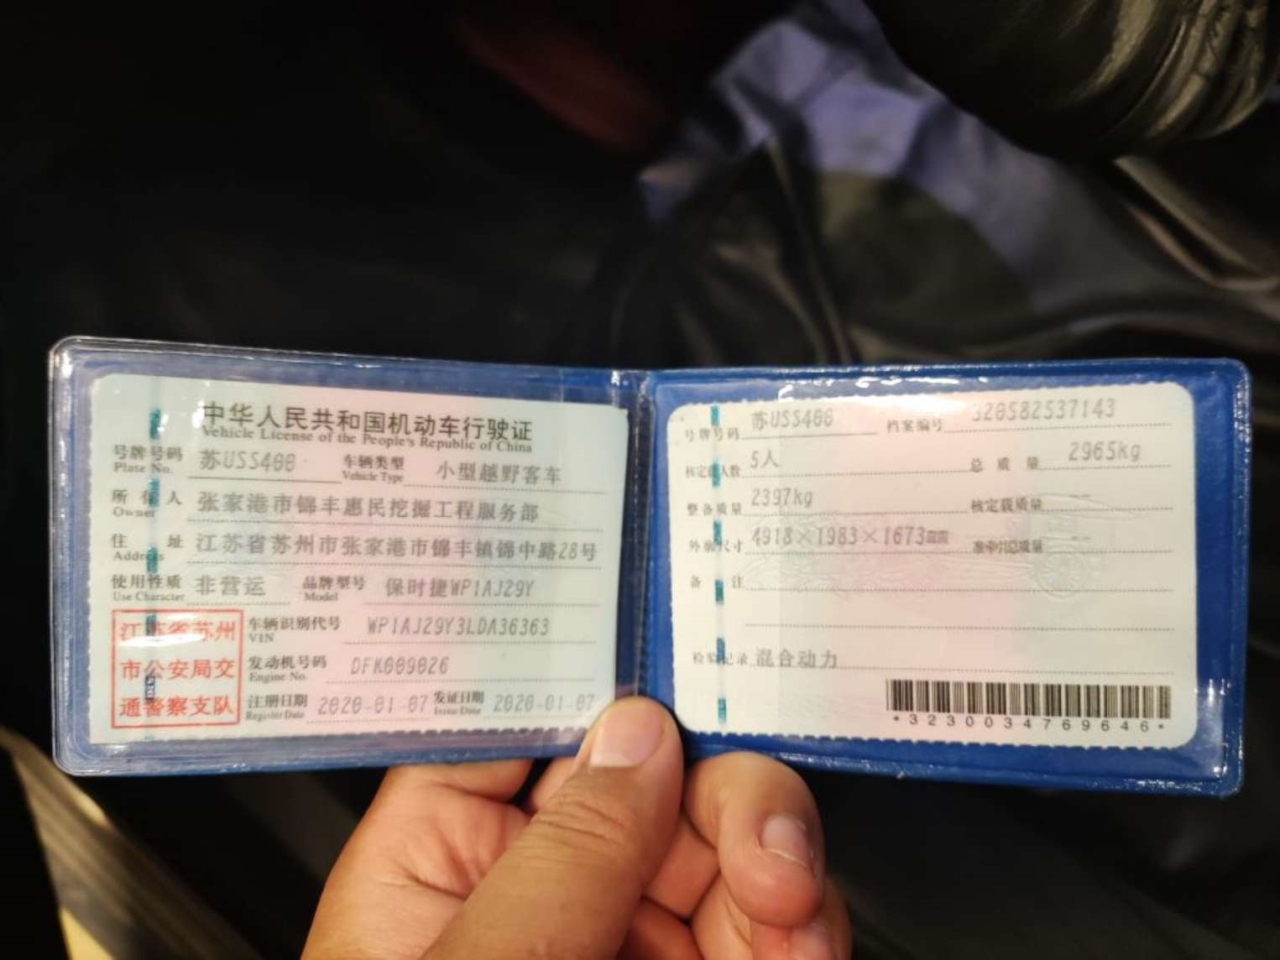 中华人民共和国机动车行驶证
Vehicle License of the People's Republic of China
号牌号码 苏USS400 车辆类型 小型越野客车
Plate No. Vehicle Type
所有人 张家港市锦丰惠民挖掘工程服务部
Owner
住址 江苏省苏州市张家港市锦丰镇锦中路28号
Address
使用性质 非营运 品牌型号 保时捷WP1AJ29Y
Use Character Model
车辆识别代号 WP1AJ29Y3LDA36363
VIN
发动机号码 DFK009026
Engine No.
注册日期 2020-01-07 发证日期 2020-01-07
Register Date Issue Date
江苏省苏州
市公安局交
通警察支队
号牌号码 苏USS400 档案编号 320582537143
核定载人数 5人 总质量 2965kg
整备质量 2397kg 核定载质量 --
外廓尺寸 4918×1983×1673mm 准牵引总质量 --
备注
检验记录 混合动力
*3230034769646*